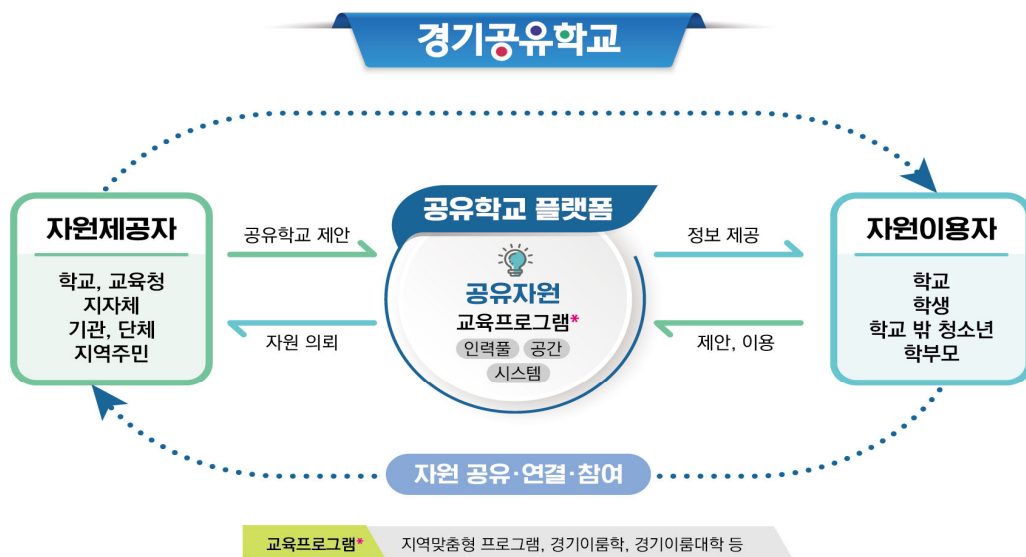 경기공유학교
자원제공자
학교, 교육청
지자체
기관, 단체
지역주민
공유학교 제안
자원 의뢰
공유학교 플랫폼
공유자원
교육프로그램*
인력풀 공간
시스템
정보 제공
제안, 이용
자원이용자
학교
학생
학교 밖 청소년
학부모
자원 공유·연결·참여
교육프로그램* 지역맞춤형 프로그램, 경기이룸학, 경기이룸대학 등